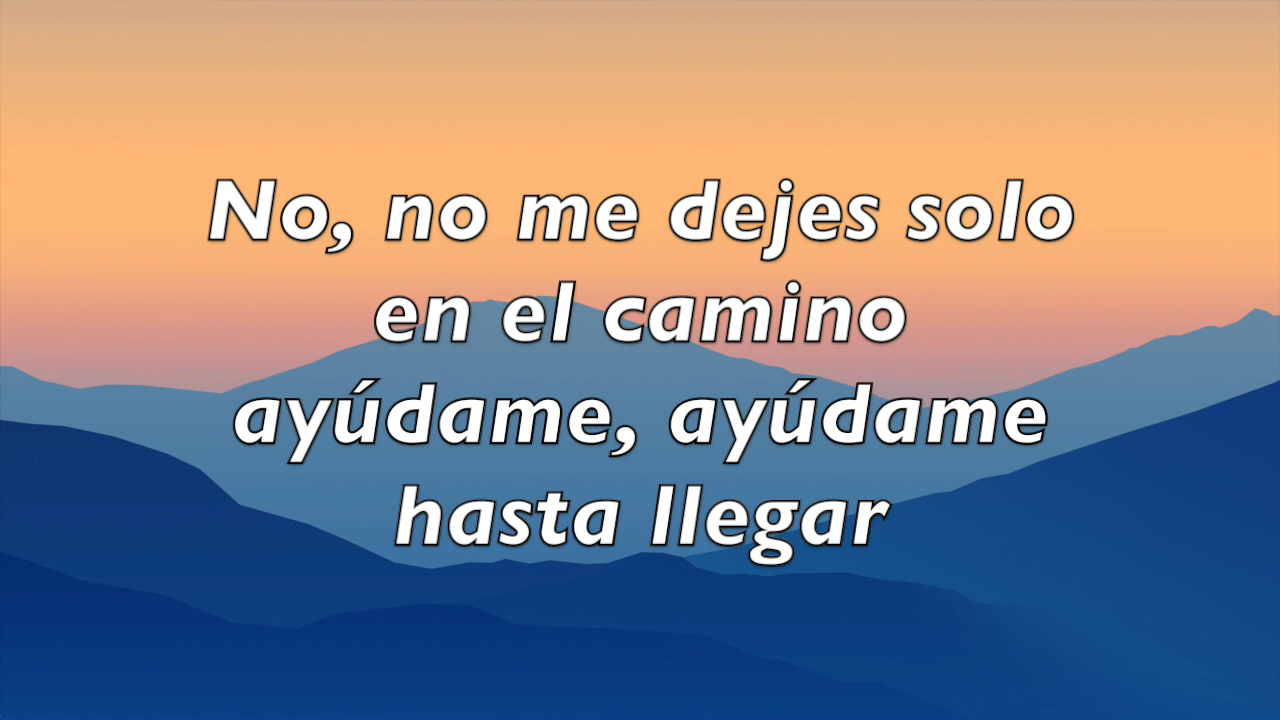 No, no me dejes solo
en el camino
ayúdame, ayúdame
hasta llegar